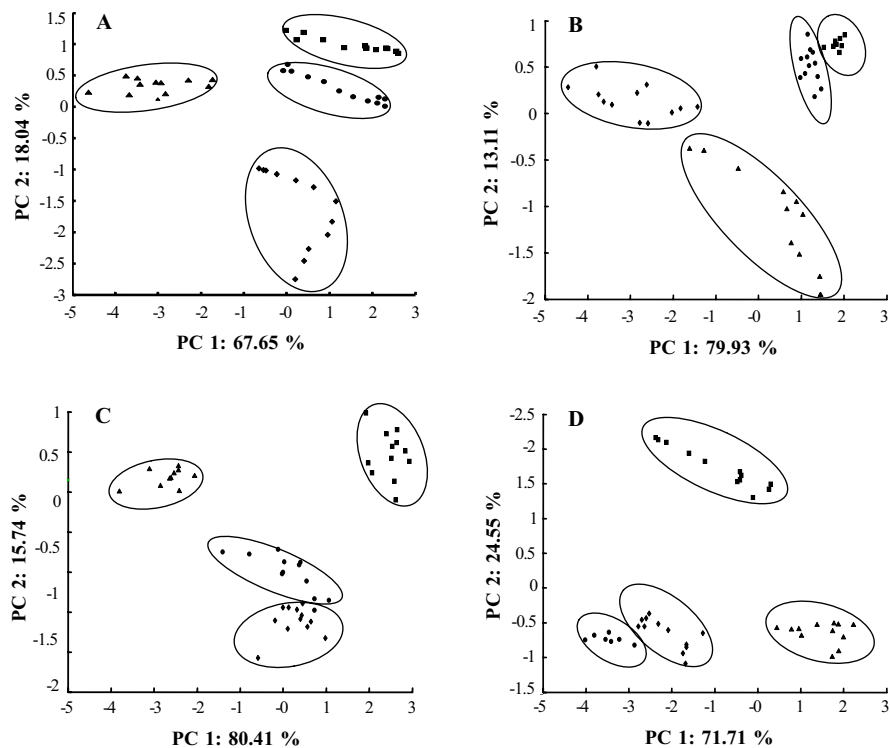 A
1.5
1
0.5
0
0.5
-1
-1.5
-2
-2.5
-3
PC 2: 18.04 %
-5 -4 -3 -2 -1 -0 1 2 3
PC 1: 67.65 %
B
1
0.5
0
-0.5
-1
-1.5
-2
PC 2: 13.11 %
-5 -4 -3 -2 -1 -0 1 2 3
PC 1: 79.93 %
C
1
0.5
0
-0.5
-1
-1.5
-2
PC 2: 15.74 %
-5 -4 -3 -2 -1 -0 1 2 3
PC 1: 80.41 %
D
-2.5
-2
1.5
1
0.5
0
-0.5
-1
-1.5
PC 2: 24.55 %
-5 -4 -3 -2 -1 -0 1 2 3
PC 1: 71.71 %